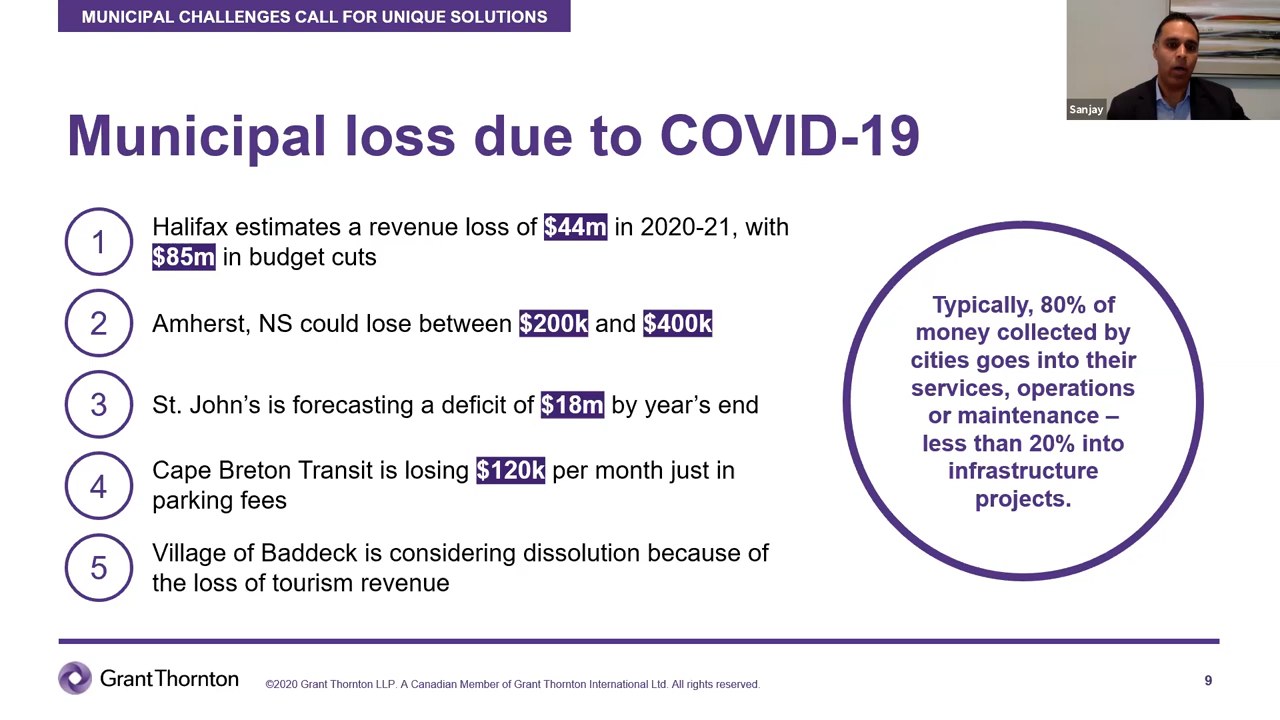 MUNICIPAL CHALLENGES CALL FOR UNIQUE SOLUTIONS
Sanjay
Municipal loss due to COVID-19
1
Halifax estimates a revenue loss of $44m in 2020-21, with
$85m in budget cuts
2
Amherst, NS could lose between $200k and $400k
3
St. John’s is forecasting a deficit of $18m by year’s end
4
Cape Breton Transit is losing $120k per month just in
parking fees
5
Village of Baddeck is considering dissolution because of
the loss of tourism revenue
Typically, 80% of
money collected by
cities goes into their
services, operations
or maintenance –
less than 20% into
infrastructure
projects.
Grant Thornton
©2020 Grant Thornton LLP. A Canadian Member of Grant Thornton International Ltd. All rights reserved.
9